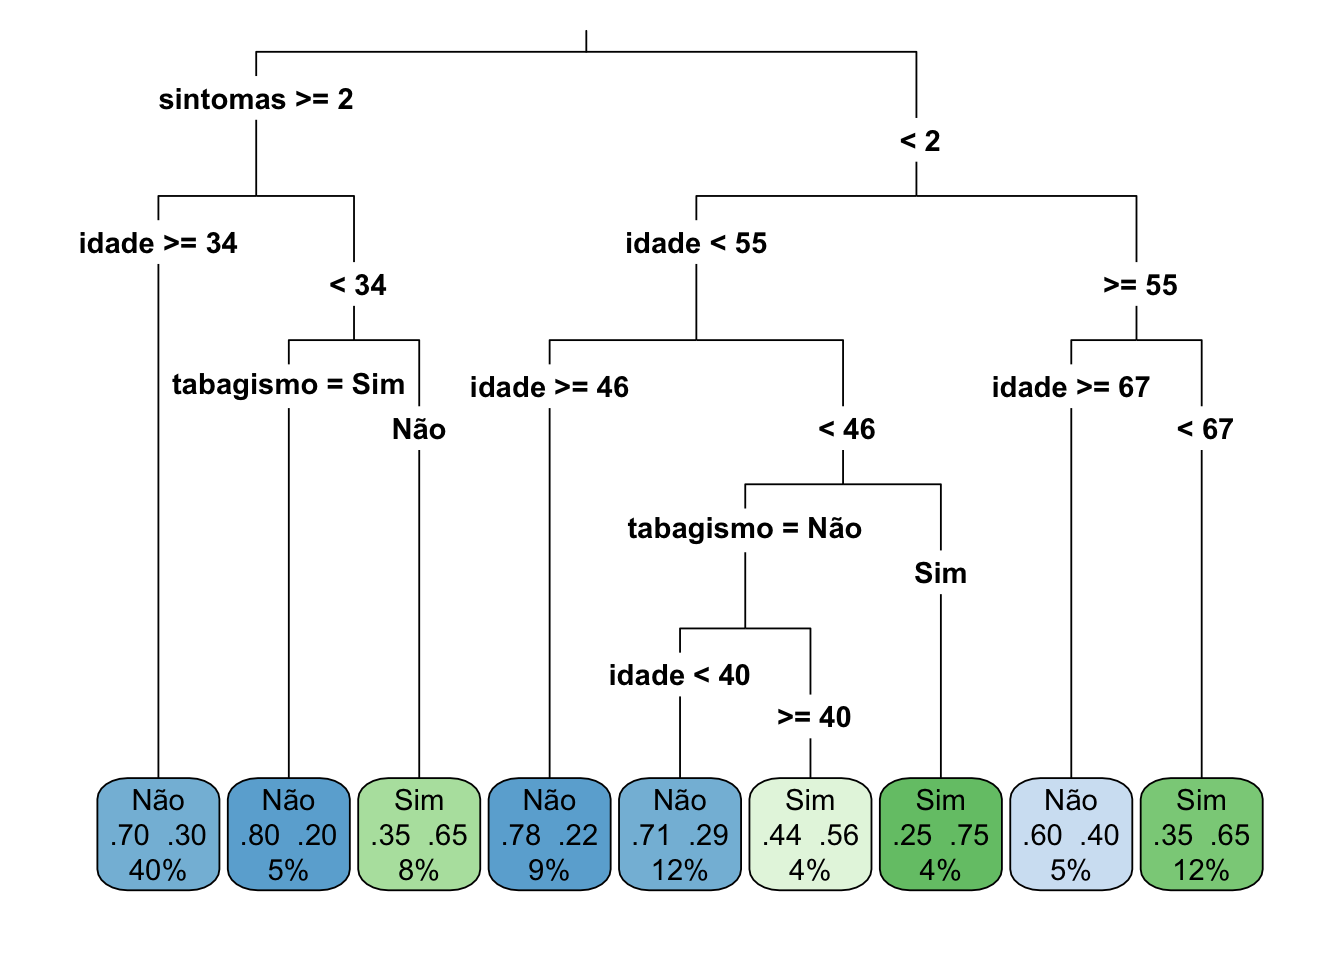 sintomas >= 2
< 2
idade >= 34
idade < 55
< 34
>= 55
tabagismo = Sim
idade >= 46
idade >= 67
Não
< 46
< 67
tabagismo = Não
Sim
idade < 40
>= 40
Não
.70 .30
40%
Não
.80 .20
5%
Sim
.35 .65
8%
Não
.78 .22
9%
Não
.71 .29
12%
Sim
.44 .56
4%
Sim
.25 .75
4%
Não
.60 .40
5%
Sim
.35 .65
12%